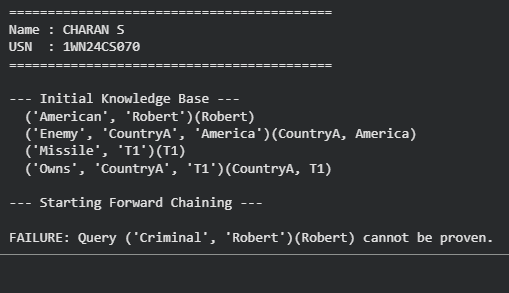 ==========================================
Name : CHARAN S
USN  : 1WN24CS070
==========================================
--- Initial Knowledge Base ---
  ('American', 'Robert')(Robert)
  ('Enemy', 'CountryA', 'America')(CountryA, America)
  ('Missile', 'T1')(T1)
  ('Owns', 'CountryA', 'T1')(CountryA, T1)
--- Starting Forward Chaining ---
FAILURE: Query ('Criminal', 'Robert')(Robert) cannot be proven.